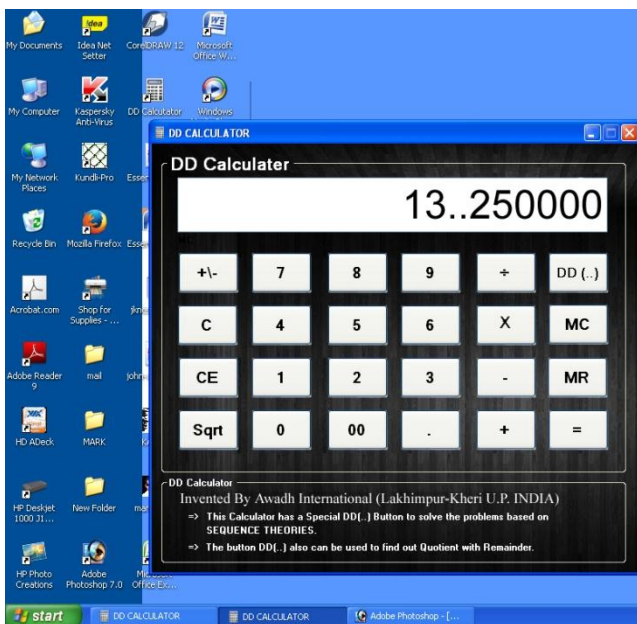 My Documents
Idea Net Setter
CorelDRAW 12
Microsoft Office W...
My Computer
Kaspersky Anti-Virus
DD Calculator
Windows
My Network Places
Kundli-Pro
Recycle Bin
Mozilla Firefox
Acrobat.com
Shop for Supplies - ...
Adobe Reader 9
mail
HD ADeck
MARK
HP Deskjet 1000 J1...
New Folder
HP Photo Creations
Adobe Photoshop 7.0
DD CALCULATOR
DD Calculater
13..250000
+\- 7 8 9 ÷ DD (..)
C 4 5 6 X MC
CE 1 2 3 - MR
Sqrt 0 00 . + =
DD Calculator
Invented By Awadh International (Lakhimpur-Kheri U.P. INDIA)
=> This Calculator has a Special DD(..) Button to solve the problems based on
SEQUENCE THEORIES.
=> The button DD(..) also can be used to find out Quotient with Remainder.
start
DD CALCULATOR
DD CALCULATOR
Adobe Photoshop - [...